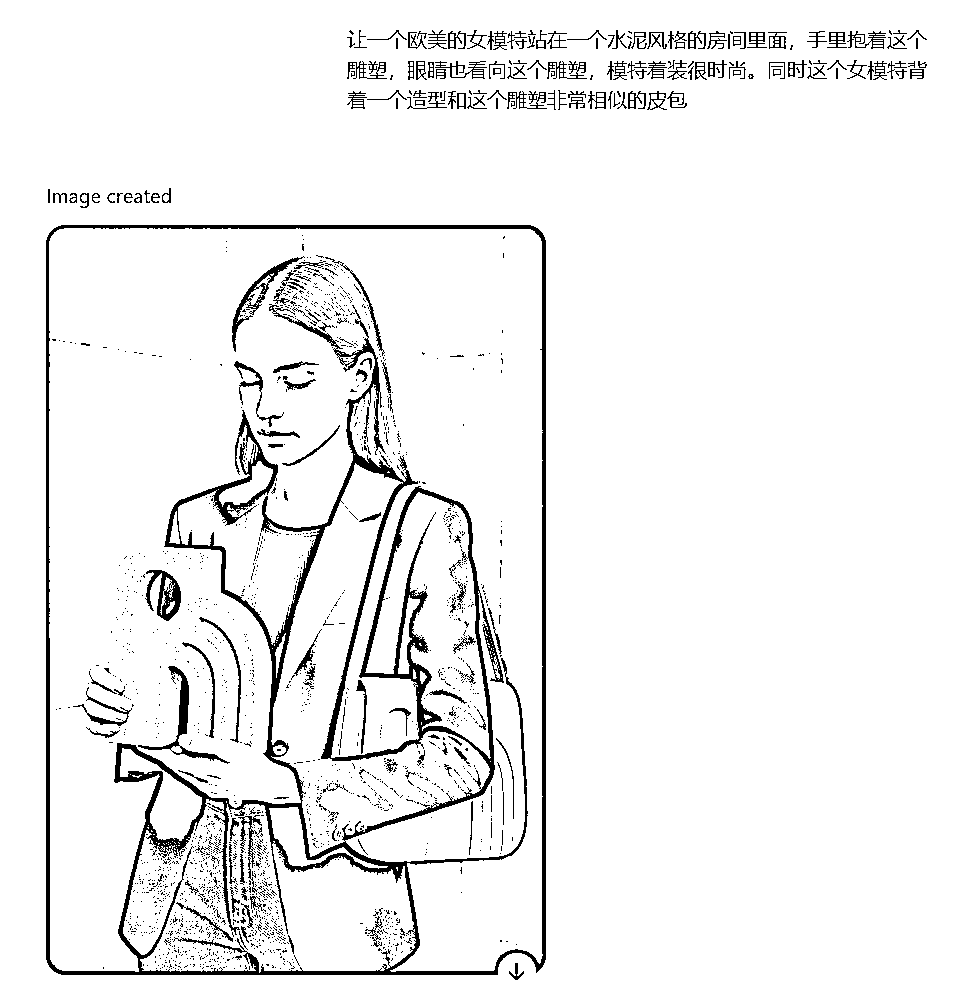 让一个欧美的女模特站在一个水泥风格的房间里面，手里抱着这个
雕塑，眼睛也看向这个雕塑，模特着装很时尚。同时这个女模特背
着一个造型和这个雕塑非常相似的皮包
Image created